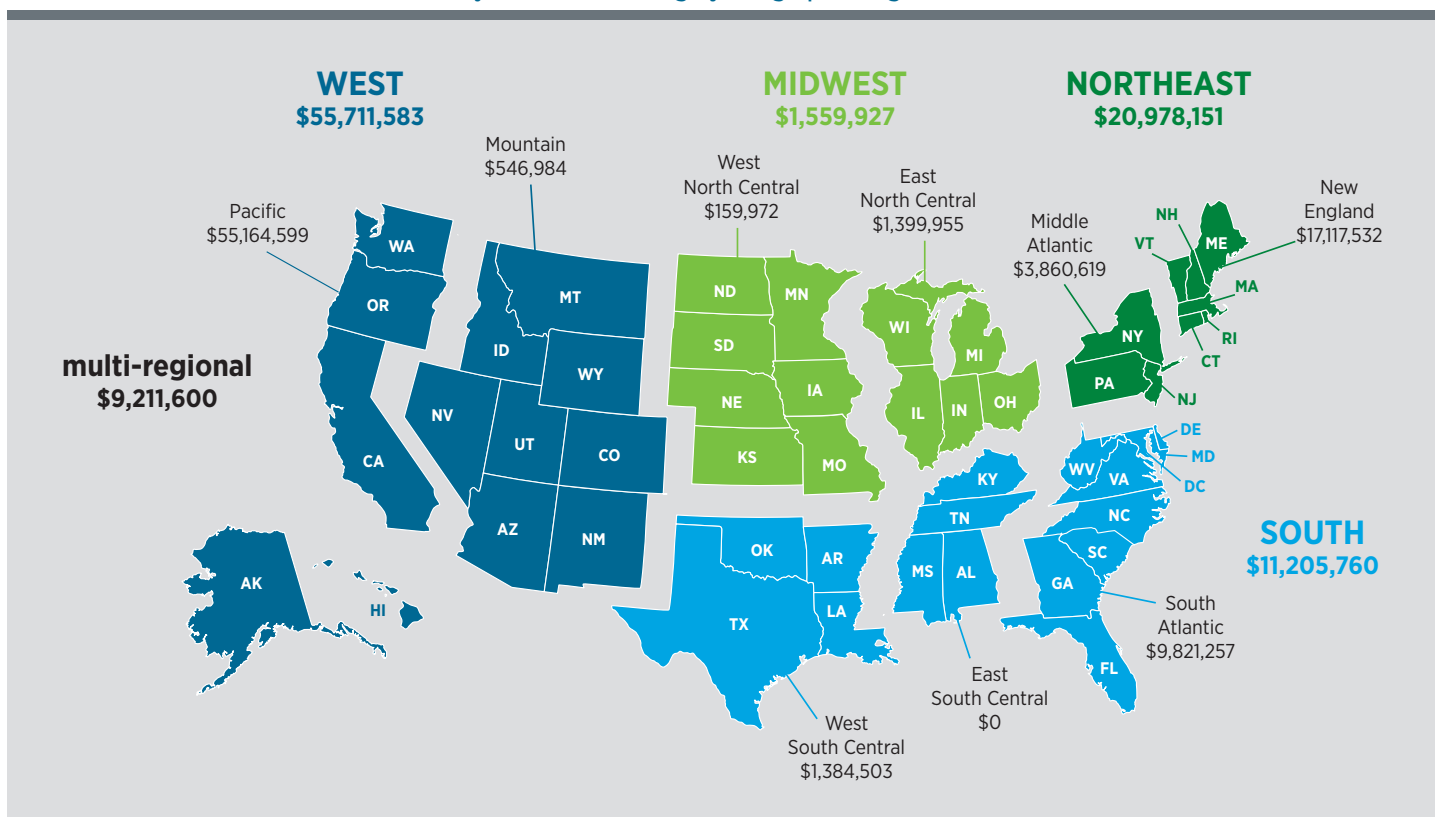 WEST
$55,711,583
MIDWEST
$1,559,927
NORTHEAST
$20,978,151
Mountain
$546,984
Pacific
$55,164,599
West
North Central
$159,972
East
North Central
$1,399,955
Middle
Atlantic
$3,860,619
New
England
$17,117,532
multi-regional
$9,211,600
WA
OR
CA
NV
ID
MT
WY
UT
CO
AZ
NM
AK
HI
ND
SD
NE
KS
MN
IA
MO
WI
MI
IL
IN
OH
NH
VT
ME
MA
RI
CT
NY
PA
NJ
DE
MD
DC
WV
VA
KY
TN
NC
SC
GA
FL
MS
AL
OK
AR
LA
TX
SOUTH
$11,205,760
South
Atlantic
$9,821,257
East
South Central
$0
West
South Central
$1,384,503